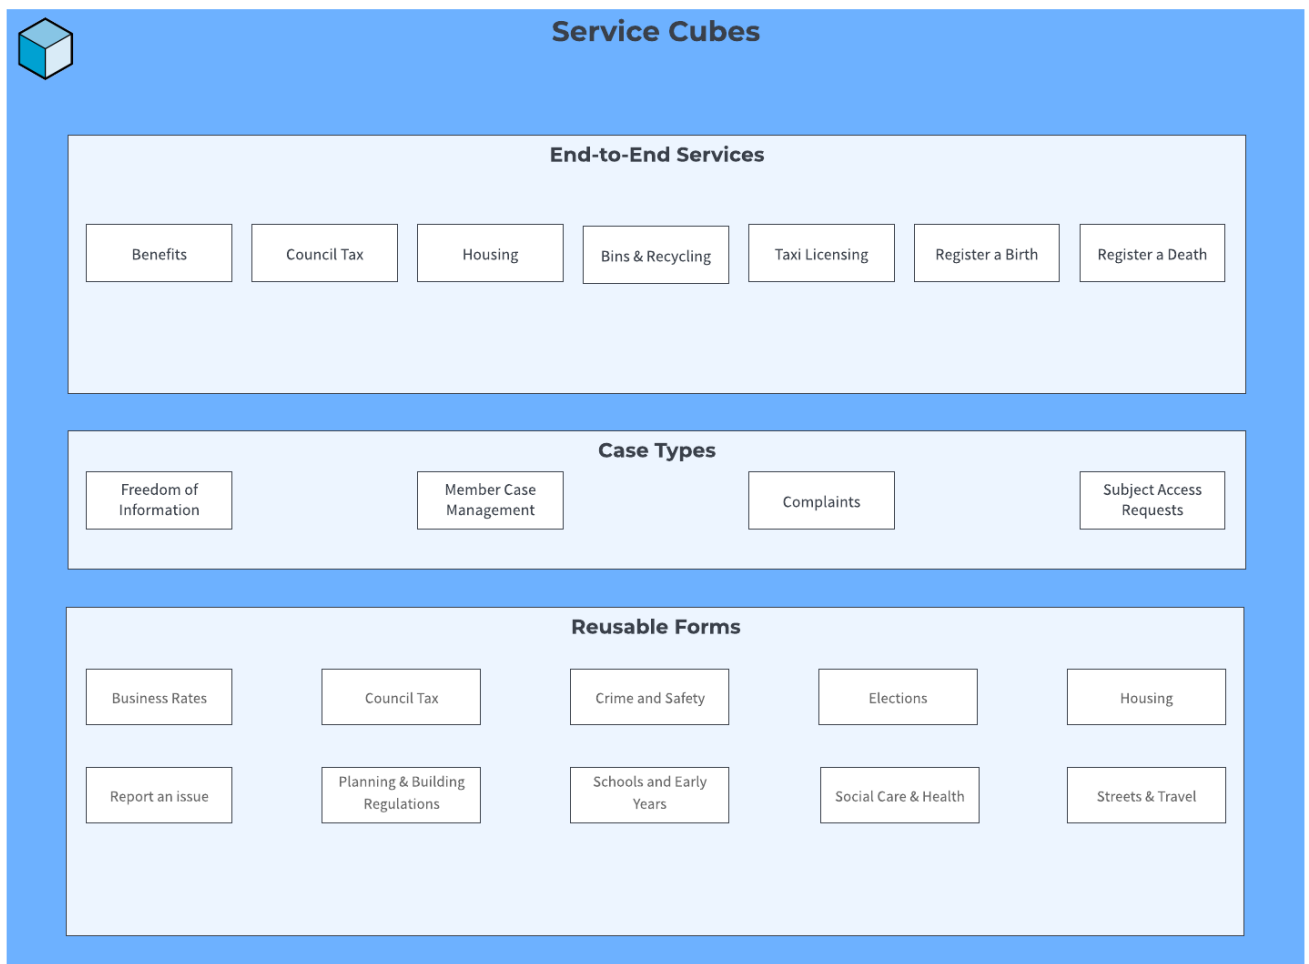 Service Cubes
End-to-End Services
Benefits
Council Tax
Housing
Bins & Recycling
Taxi Licensing
Register a Birth
Register a Death
Case Types
Freedom of
Information
Member Case
Management
Complaints
Subject Access
Requests
Reusable Forms
Business Rates
Council Tax
Crime and Safety
Elections
Housing
Report an issue
Planning & Building
Regulations
Schools and Early
Years
Social Care & Health
Streets & Travel